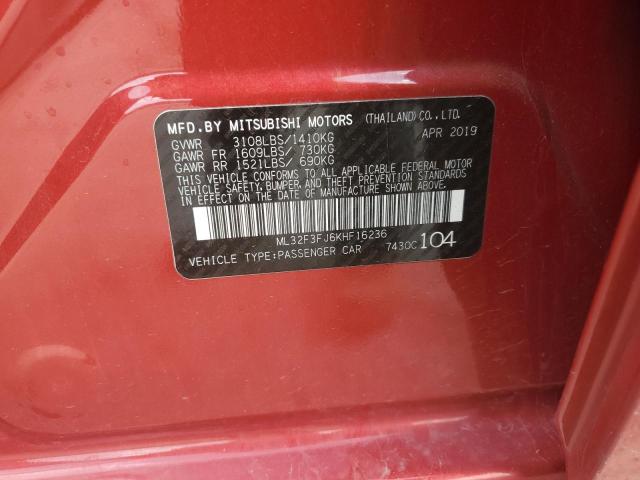 MFD.BY MITSUBISHI MOTORS (THAILAND) CO., LTD.
GVWR 3108LBS/1410KG APR 2019
GAWR FR 1609LBS/ 730KG
GAWR RR 1521LBS/ 690KG
THIS VEHICLE CONFORMS TO ALL APPLICABLE FEDERAL MOTOR
VEHICLE SAFETY, BUMPER, AND THEFT PREVENTION STANDARDS
IN EFFECT ON THE DATE OF MANUFACTURE SHOWN ABOVE.
ML32F3FJ6KHF16236
VEHICLE TYPE:PASSENGER CAR 7430C 104